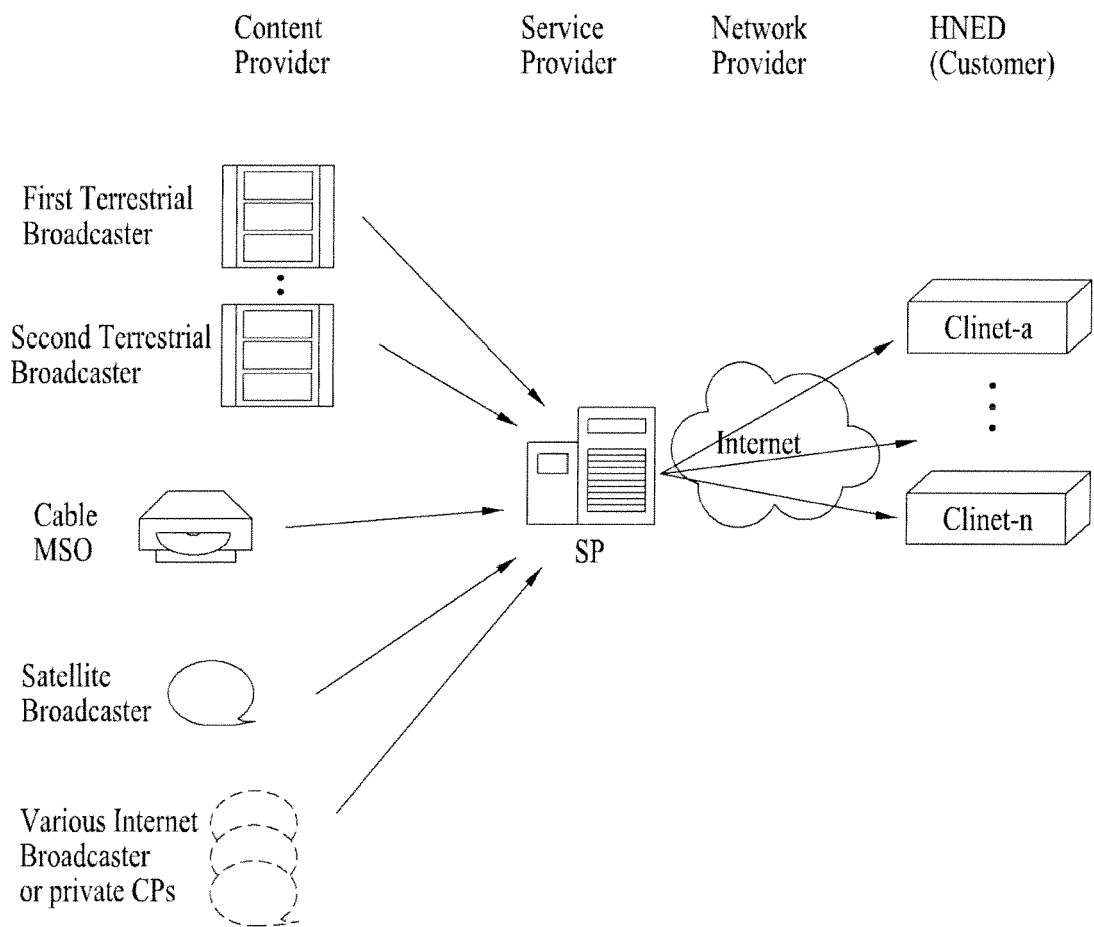 Content
Provider
Service
Provider
Network
Provider
HNED
(Customer)
First Terrestrial
Broadcaster
Second Terrestrial
Broadcaster
Cable
MSO
Satellite
Broadcaster
Various Internet
Broadcaster
or private CPs
SP
Internet
Clinet-a
Clinet-n